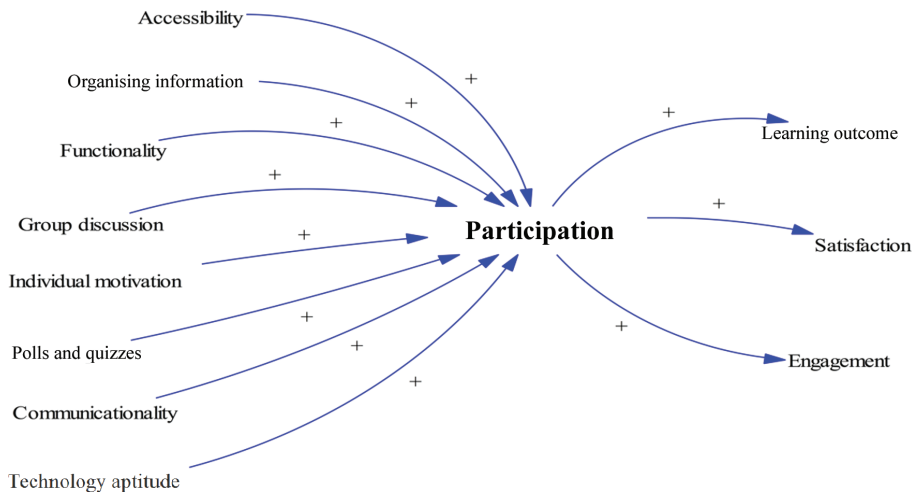 Accessibility
+
Organising information
+
+
+
Functionality
Learning outcome
+
Group discussion
+
Participation
+
Satisfaction
Individual motivation
+
+
Polls and quizzes
+
Engagement
+
Communicationality
Technology aptitude